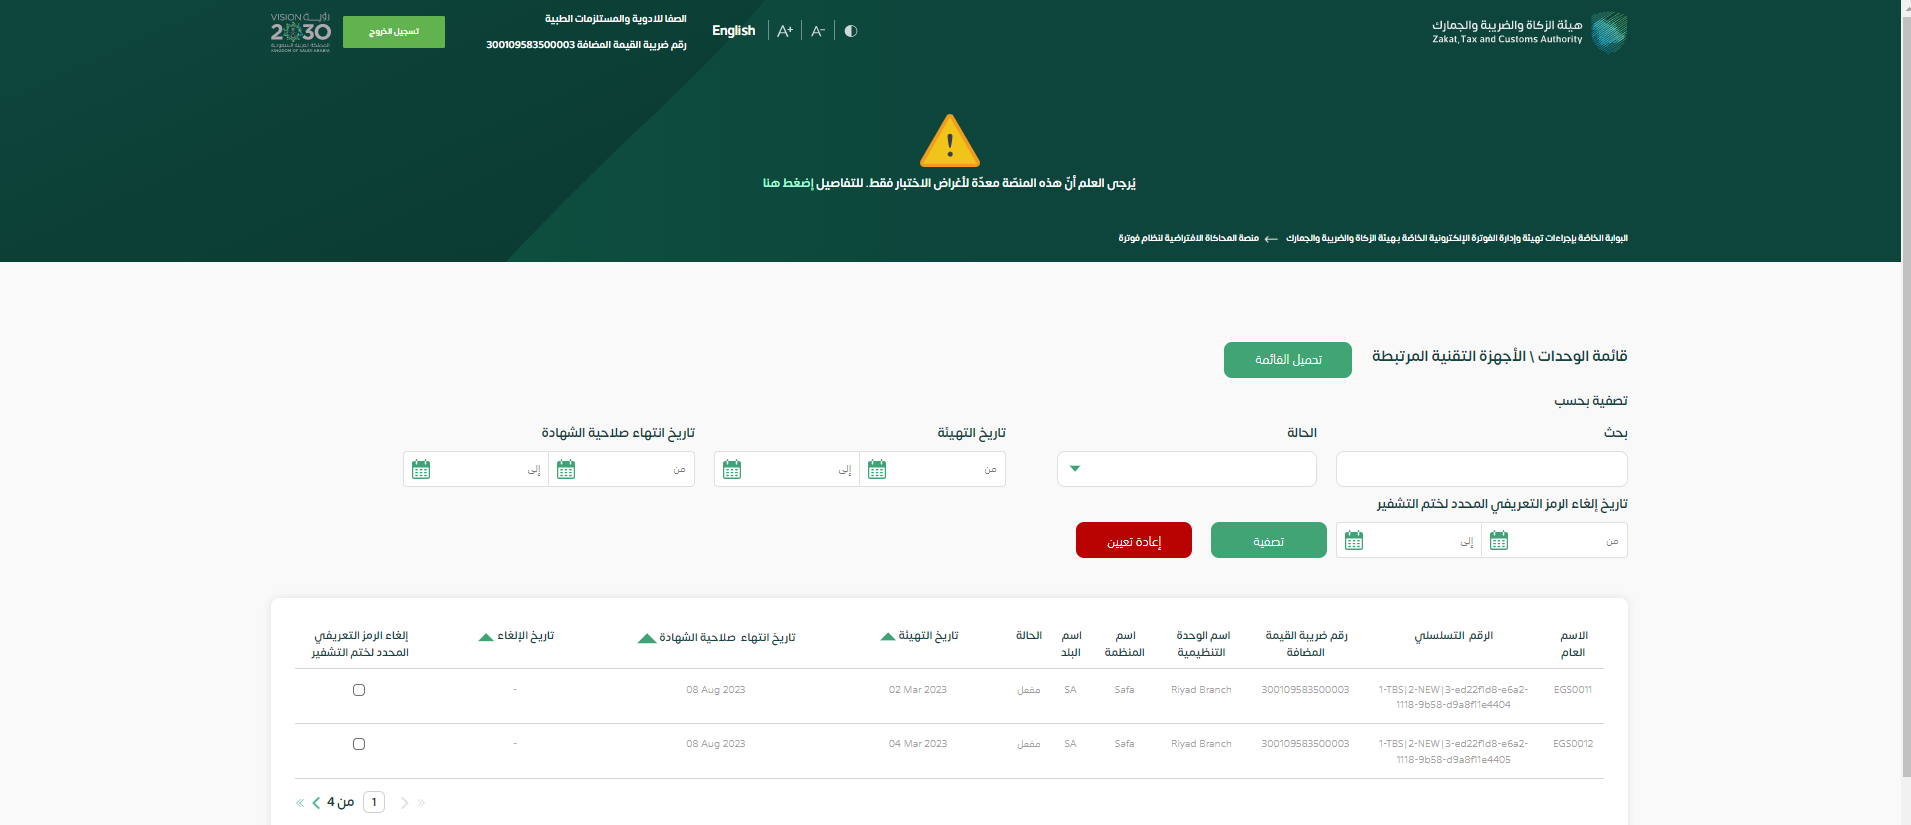 هيئة الزكاة والضريبة والجمارك
Zakat, Tax and Customs Authority
English
A+
A-
الصفا للادوية والمستلزمات الطبية
رقم ضريبة القيمة المضافة 300109583500003
تسجيل الخروج
VISION رؤيــة
2030
المملكة العربية السعودية
KINGDOM OF SAUDI ARABIA
يُرجى العلم أنّ هذه المنصّة معدّة لأغراض الاختبار فقط. للتفاصيل إضغط هنا
البوابة الخاصّة بإجراءات تهيئة وإدارة الفوترة الإلكترونية الخاصّة بـهيئة الزكاة والضريبة والجمارك ← منصة المحاكاة الافتراضية لنظام فوترة
قائمة الوحدات \ الأجهزة التقنية المرتبطة
تحميل القائمة
تصفية بحسب
بحث
الحالة
تاريخ التهيئة
من
إلى
تاريخ انتهاء صلاحية الشهادة
من
إلى
تاريخ إلغاء الرمز التعريفي المحدد لختم التشفير
من
إلى
تصفية
إعادة تعيين
الاسم العام
الرقم التسلسلي
رقم ضريبة القيمة المضافة
اسم الوحدة التنظيمية
اسم المنظمة
اسم البلد
الحالة
تاريخ التهيئة
تاريخ انتهاء صلاحية الشهادة
تاريخ الإلغاء
إلغاء الرمز التعريفي المحدد لختم التشفير
EGS0011
1-TBS|2-NEW|3-ed22f1d8-e6a2-
1118-9b58-d9a8f11e4404
300109583500003
Riyad Branch
Safa
SA
مفعل
02 Mar 2023
08 Aug 2023
-
EGS0012
1-TBS|2-NEW|3-ed22f1d8-e6a2-
1118-9b58-d9a8f11e4405
300109583500003
Riyad Branch
Safa
SA
مفعل
04 Mar 2023
08 Aug 2023
-
1 من 4